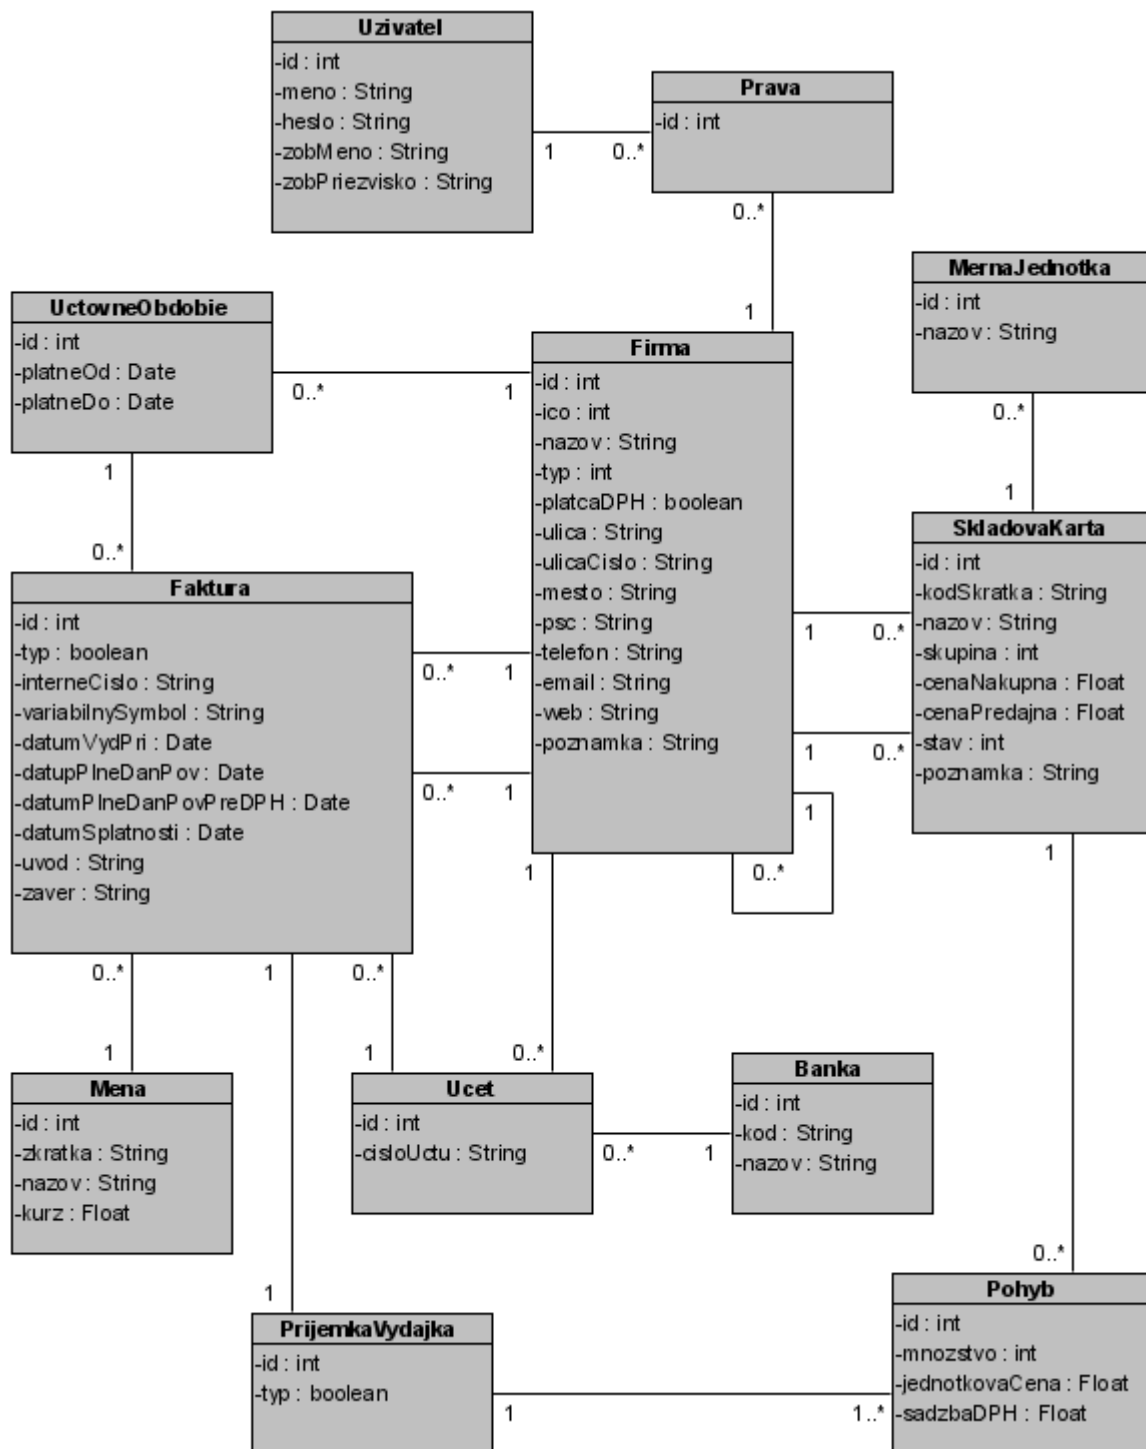 Uzivatel
-id : int
-meno : String
-heslo : String
-zobMeno : String
-zobPriezvisko : String
1
0..*
Prava
-id : int
0..*
1
MernaJednotka
-id : int
-nazov : String
0..*
1
UctovneObdobie
-id : int
-platneOd : Date
-platneDo : Date
0..*
1
1
0..*
Firma
-id : int
-ico : int
-nazov : String
-typ : int
-platcaDPH : boolean
-ulica : String
-ulicaCislo : String
-mesto : String
-psc : String
-telefon : String
-email : String
-web : String
-poznamka : String
SkladovaKarta
-id : int
-kodSkratka : String
-nazov : String
-skupina : int
-cenaNakupna : Float
-cenaPredajna : Float
-stav : int
-poznamka : String
1
0..*
1
0..*
1
0..*
Faktura
-id : int
-typ : boolean
-interneCislo : String
-variabilnySymbol : String
-datumVydPri : Date
-datupPlneDanPov : Date
-datumPlneDanPovPreDPH : Date
-datumSplatnosti : Date
-uvod : String
-zaver : String
0..*
1
0..*
1
1
0..*
0..*
1
1
1
0..*
1
Mena
-id : int
-zkratka : String
-nazov : String
-kurz : Float
Ucet
-id : int
-cisloUctu : String
0..*
1
Banka
-id : int
-kod : String
-nazov : String
1
0..*
PrijemkaVydajka
-id : int
-typ : boolean
1
1..*
Pohyb
-id : int
-mnozstvo : int
-jednotkovaCena : Float
-sadzbaDPH : Float